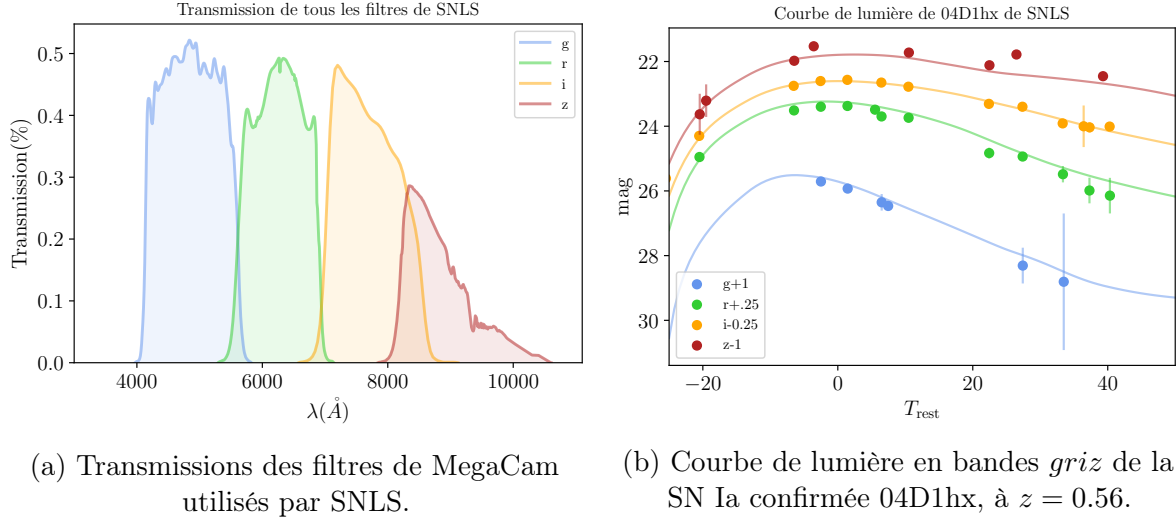 Transmission de tous les filtres de SNLS
Transmission(%)
0.5
0.4
0.3
0.2
0.1
0.0
g
r
i
z
4000
6000
8000
10000
λ(Å)
(a) Transmissions des filtres de MegaCam
utilisés par SNLS.
Courbe de lumière de 04D1hx de SNLS
mag
22
24
26
28
30
g+1
r+.25
i-0.25
z-1
−20
0
20
40
T_rest
(b) Courbe de lumière en bandes griz de la
SN Ia confirmée 04D1hx, à z = 0.56.